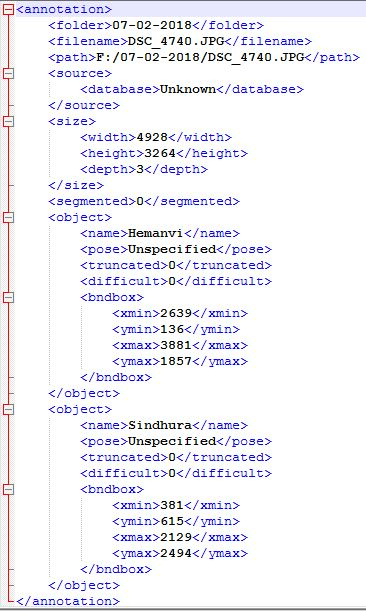 <annotation>
<folder>07-02-2018</folder>
<filename>DSC_4740.JPG</filename>
<path>F:/07-02-2018/DSC_4740.JPG</path>
<source>
<database>Unknown</database>
</source>
<size>
<width>4928</width>
<height>3264</height>
<depth>3</depth>
</size>
<segmented>0</segmented>
<object>
<name>Hemanvi</name>
<pose>Unspecified</pose>
<truncated>0</truncated>
<difficult>0</difficult>
<bndbox>
<xmin>2639</xmin>
<ymin>136</ymin>
<xmax>3881</xmax>
<ymax>1857</ymax>
</bndbox>
</object>
<object>
<name>Sindhura</name>
<pose>Unspecified</pose>
<truncated>0</truncated>
<difficult>0</difficult>
<bndbox>
<xmin>381</xmin>
<ymin>615</ymin>
<xmax>2129</xmax>
<ymax>2494</ymax>
</bndbox>
</object>
</annotation>